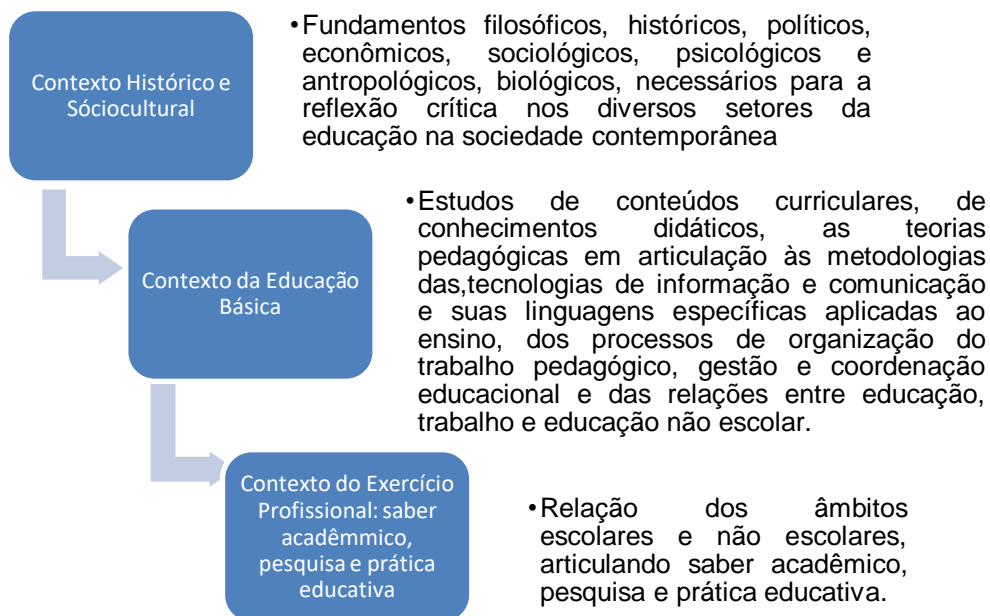 Contexto Histórico e
Sóciocultural
•Fundamentos filosóficos, históricos, políticos,
econômicos, sociológicos, psicológicos e
antropológicos, biológicos, necessários para a
reflexão crítica nos diversos setores da
educação na sociedade contemporânea
Contexto da Educação
Básica
•Estudos de conteúdos curriculares, de
conhecimentos didáticos, as teorias
pedagógicas em articulação às metodologias
das,tecnologias de informação e comunicação
e suas linguagens específicas aplicadas ao
ensino, dos processos de organização do
trabalho pedagógico, gestão e coordenação
educacional e das relações entre educação,
trabalho e educação não escolar.
Contexto do Exercício
Profissional: saber
acadêmmico,
pesquisa e prática
educativa
•Relação dos âmbitos
escolares e não escolares,
articulando saber acadêmico,
pesquisa e prática educativa.